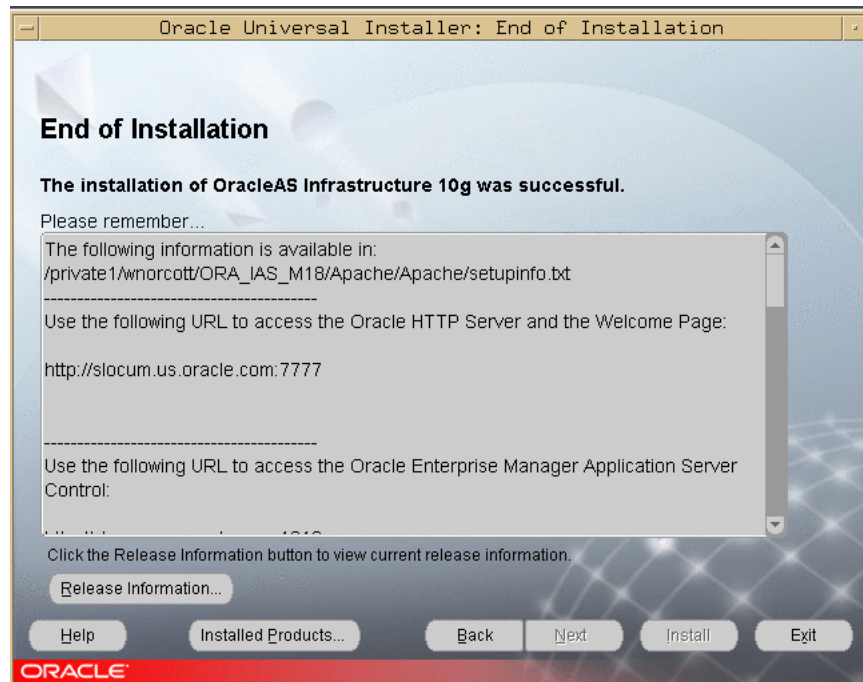 Oracle Universal Installer: End of Installation
End of Installation
The installation of OracleAS Infrastructure 10g was successful.
Please remember...
The following information is available in:
/private1/wnorcott/ORA_IAS_M18/Apache/Apache/setupinfo.txt
-----------------------------------------
Use the following URL to access the Oracle HTTP Server and the Welcome Page:
http://slocum.us.oracle.com:7777
-----------------------------------------
Use the following URL to access the Oracle Enterprise Manager Application Server
Control:
Click the Release Information button to view current release information.
Release Information...
Help
Installed Products...
Back
Next
Install
Exit
ORACLE